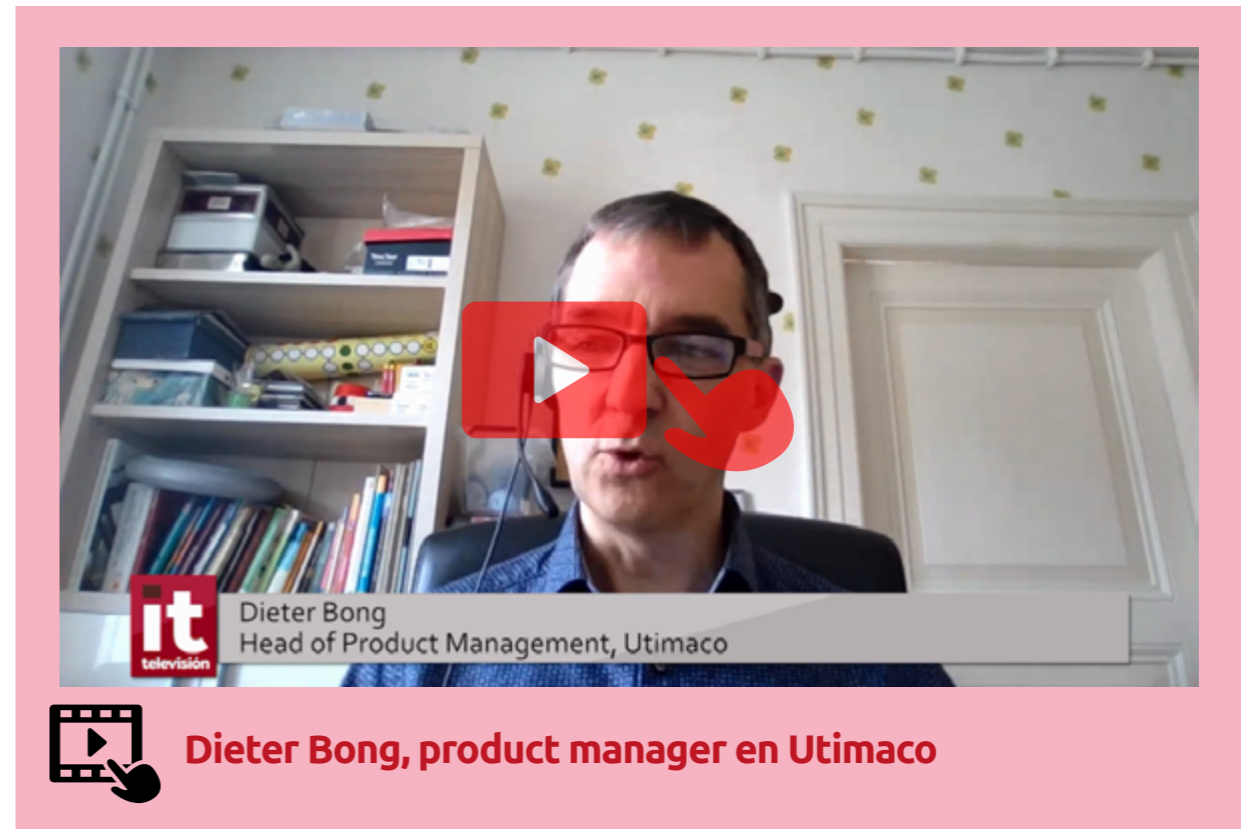 Dieter Bong
Head of Product Management, Utimaco
it
televisión
Dieter Bong, product manager en Utimaco